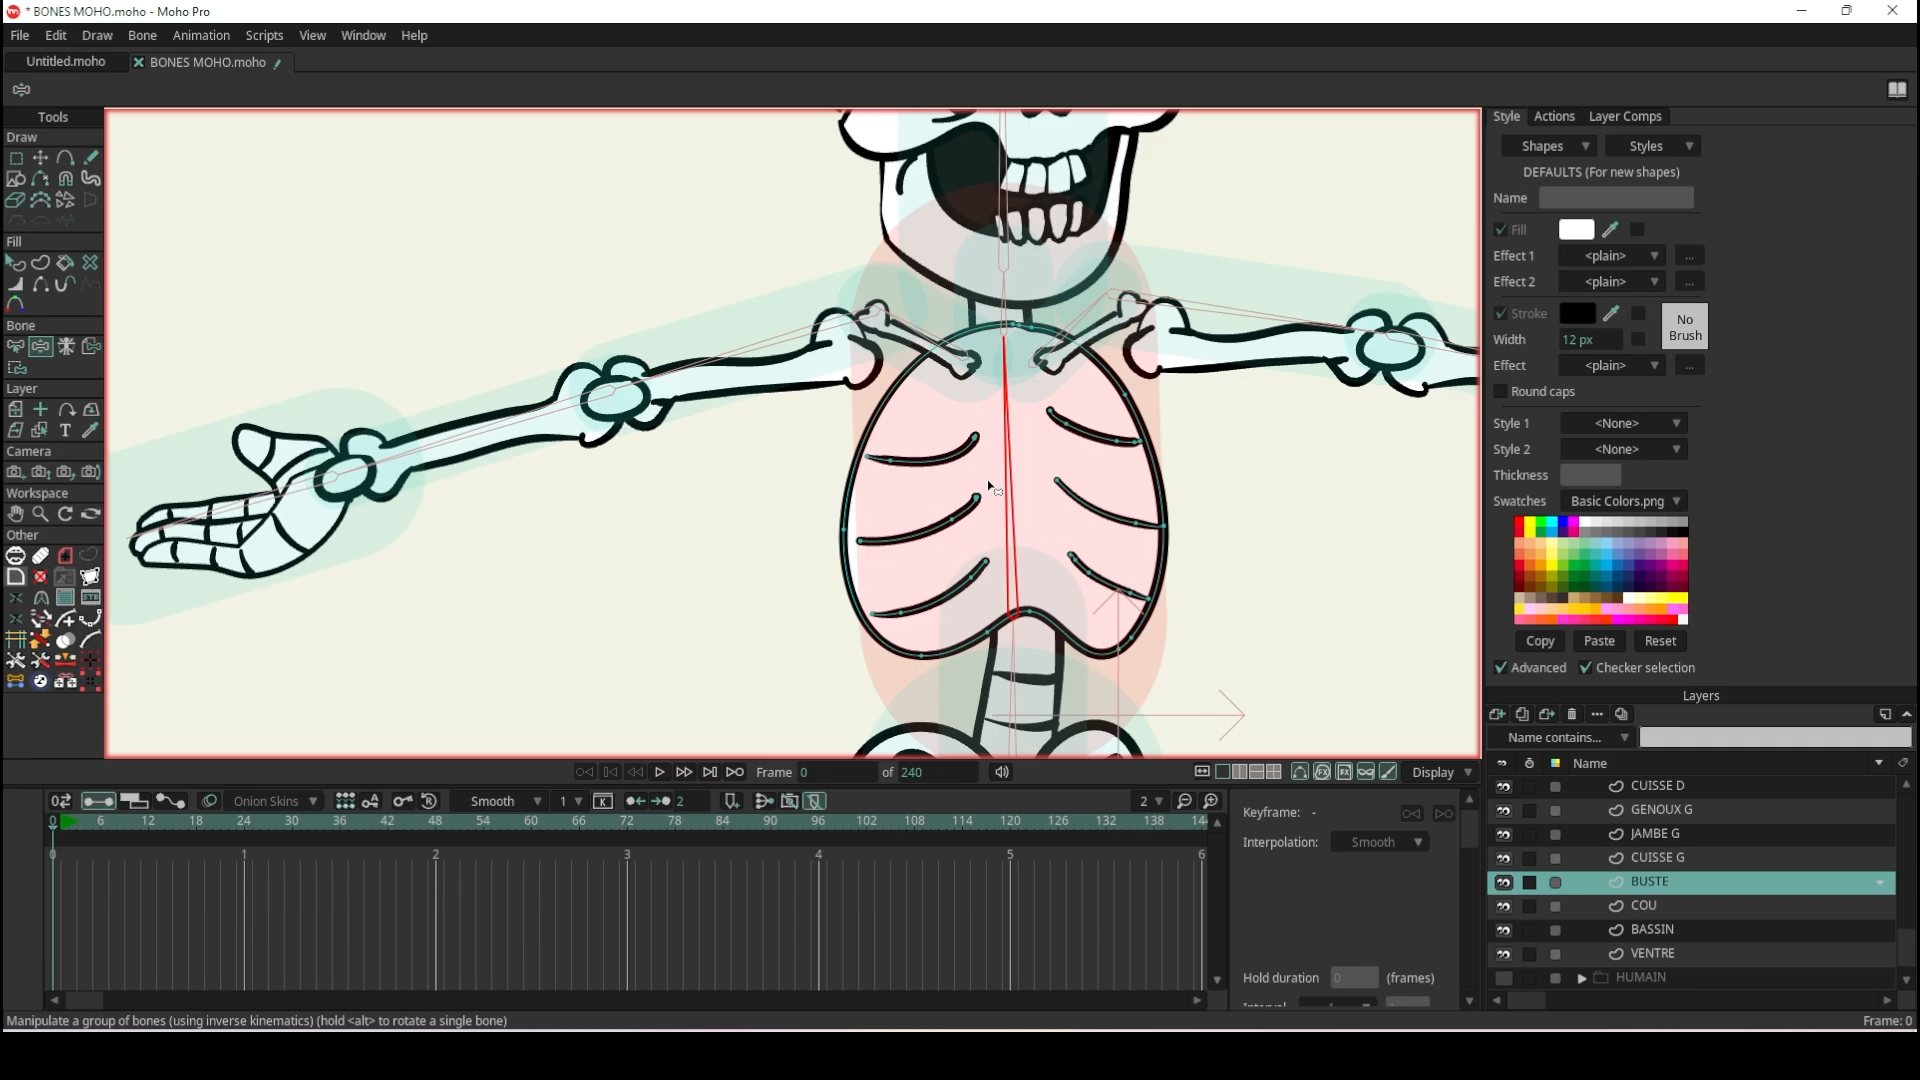 * BONES MOHO.moho - Moho Pro
File Edit Draw Bone Animation Scripts View Window Help
Untitled.moho BONES MOHO.moho
Tools
Draw
Fill
Bone
Layer
Camera
Workspace
Other
Style Actions Layer Comps
Shapes Styles
DEFAULTS (For new shapes)
Name
Fill
Effect 1 <plain> ...
Effect 2 <plain> ...
Stroke No Brush
Width 12 px
Effect <plain> ...
Round caps
Style 1 <None>
Style 2 <None>
Thickness
Swatches Basic Colors.png
Copy Paste Reset
Advanced Checker selection
Layers
Name contains...
Name
CUISSE D
GENOUX G
JAMBE G
CUISSE G
BUSTE
COU
BASSIN
VENTRE
HUMAIN
Frame 0 of 240 Display
Onion Skins Smooth 1 2 2
0 6 12 18 24 30 36 42 48 54 60 66 72 78 84 90 96 102 108 114 120 126 132 138 144
0 1 2 3 4 5 6
Keyframe: -
Interpolation: Smooth
Hold duration 0 (frames)
Manipulate a group of bones (using inverse kinematics) (hold <alt> to rotate a single bone) Frame: 0